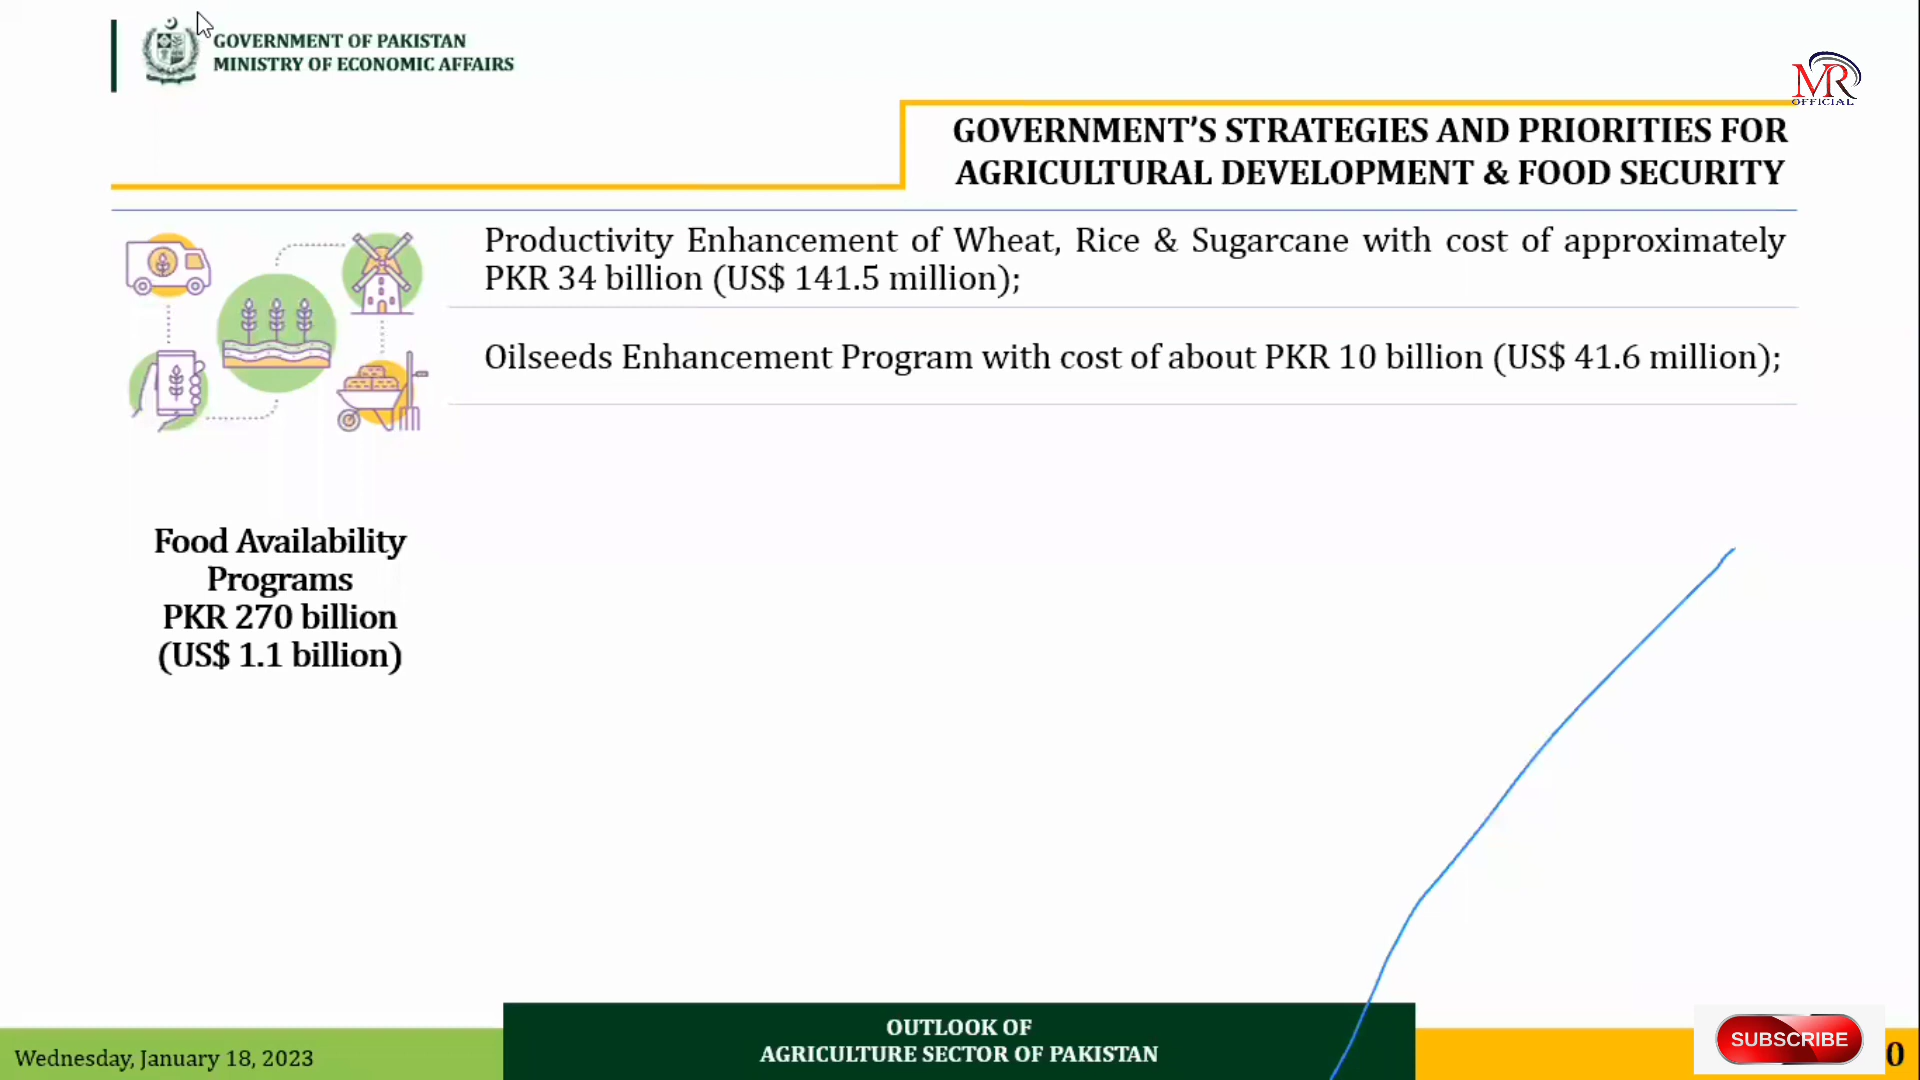 GOVERNMENT OF PAKISTAN
MINISTRY OF ECONOMIC AFFAIRS
MR
OFFICIAL
GOVERNMENT’S STRATEGIES AND PRIORITIES FOR
AGRICULTURAL DEVELOPMENT & FOOD SECURITY
Productivity Enhancement of Wheat, Rice & Sugarcane with cost of approximately
PKR 34 billion (US$ 141.5 million);
Oilseeds Enhancement Program with cost of about PKR 10 billion (US$ 41.6 million);
Food Availability
Programs
PKR 270 billion
(US$ 1.1 billion)
Wednesday, January 18, 2023
OUTLOOK OF
AGRICULTURE SECTOR OF PAKISTAN
SUBSCRIBE
0